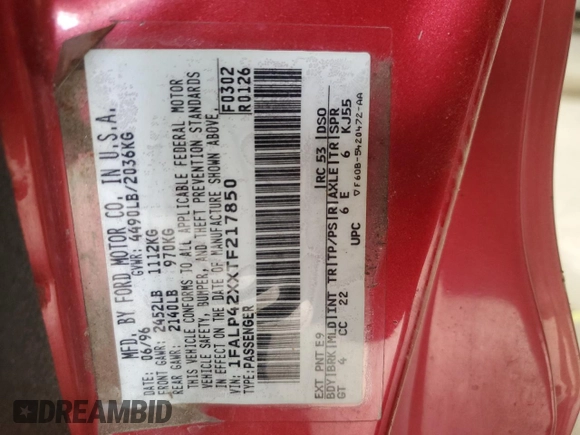 MFD. BY FORD MOTOR CO. IN U.S.A.
DATE: 06/96 GVWR: 4490LB/2036KG
FRONT GAWR: 2452LB 1112KG
REAR GAWR: 2140LB 970KG
THIS VEHICLE CONFORMS TO ALL APPLICABLE FEDERAL MOTOR
VEHICLE SAFETY, BUMPER, AND THEFT PREVENTION STANDARDS
IN EFFECT ON THE DATE OF MANUFACTURE SHOWN ABOVE.
VIN: 1FALP42XXTF217850
TYPE: PASSENGER
F0302
R0126
EXT PNT E9 RC 53 DSO
BDY BRK MLD INT TR TP/PS R AXLE TR SPR
GT 4 CC 22 6 E 6 KJ55
UPC ▽F60B-5420472-AA
DREAMBID